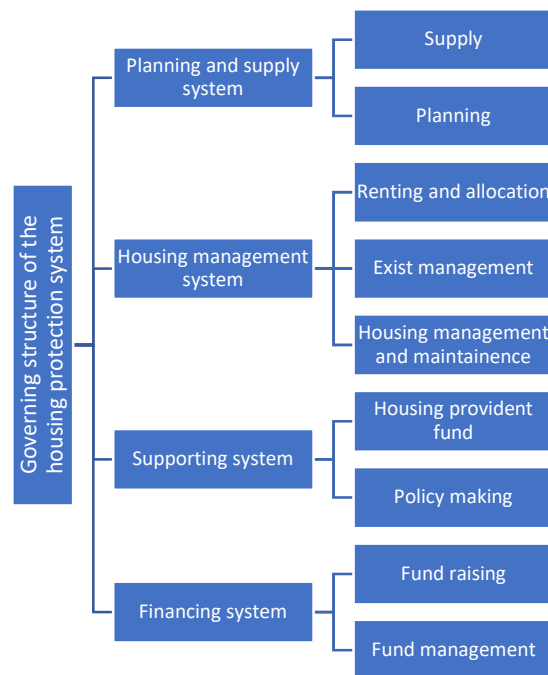 Governing structure of the
housing protection system
Planning and supply
system
Supply
Planning
Housing management
system
Renting and allocation
Exist management
Housing management
and maintainence
Supporting system
Housing provident
fund
Policy making
Financing system
Fund raising
Fund management